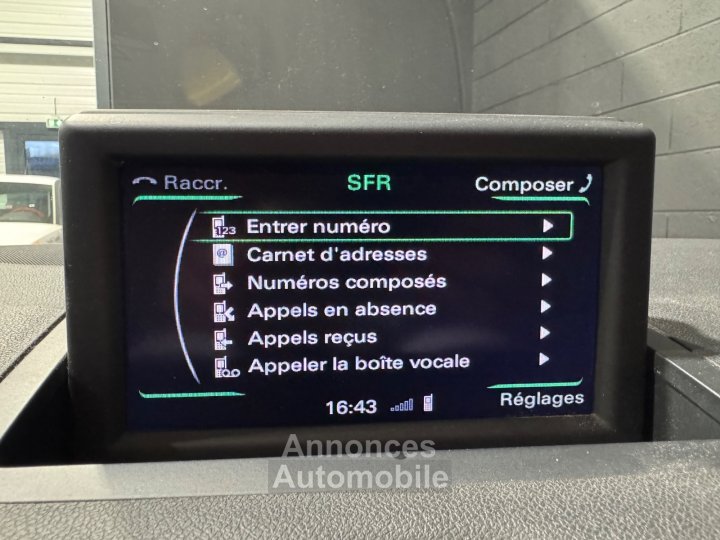 Raccr.
SFR
Composer
123
Entrer numéro
@
Carnet d'adresses
Numéros composés
Appels en absence
Appels reçus
Appeler la boîte vocale
16:43
Réglages
Annonces
Automobile